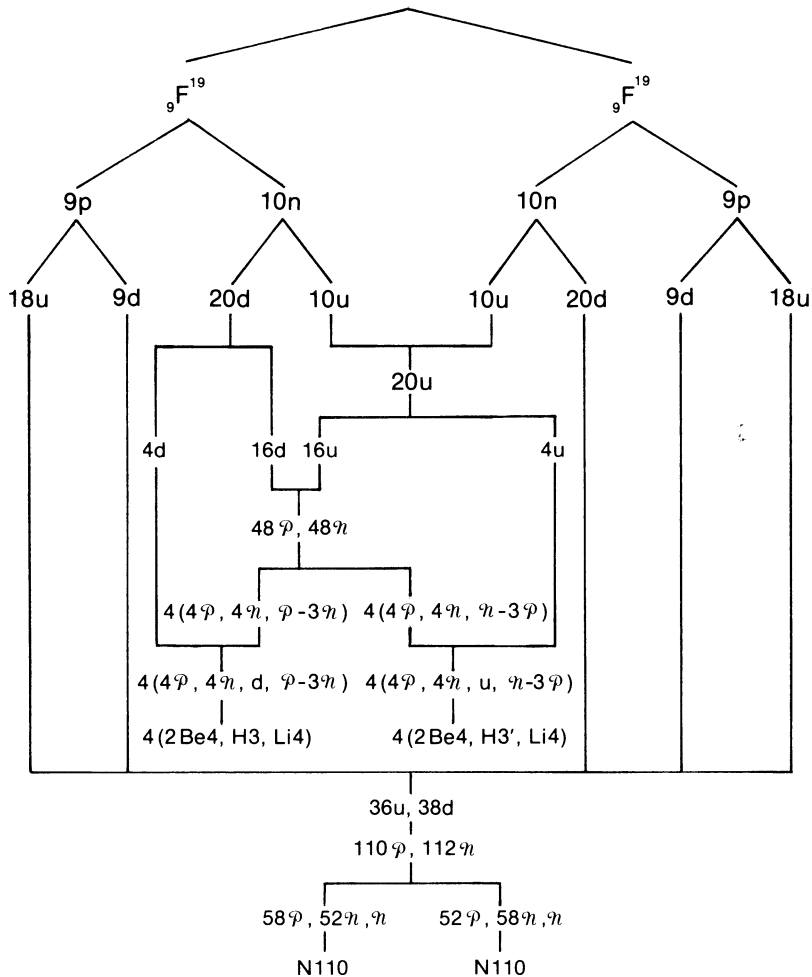 ₉F¹⁹ ₉F¹⁹
9p 10n 10n 9p
18u 9d 20d 10u 10u 20d 9d 18u
20u
4d 16d 16u 4u
48𝒫, 48𝓃
4(4𝒫, 4𝓃, 𝒫-3𝓃) 4(4𝒫, 4𝓃, 𝓃-3𝒫)
4(4𝒫, 4𝓃, d, 𝒫-3𝓃) 4(4𝒫, 4𝓃, u, 𝓃-3𝒫)
4(2Be4, H3, Li4) 4(2Be4, H3′, Li4)
36u, 38d
110𝒫, 112𝓃
58𝒫, 52𝓃,𝓃 52𝒫, 58𝓃,𝓃
N110 N110